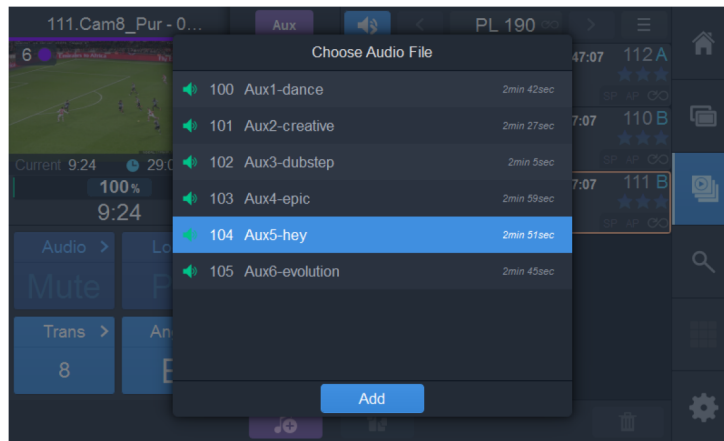 111.Cam8_Pur - 0...
Aux
PL 190
6
Choose Audio File
47:07 112 A
SP AP
100 Aux1-dance 2min 42sec
101 Aux2-creative 2min 27sec
7:07 110 B
SP AP
102 Aux3-dubstep 2min 5sec
Current 9:24 29:0
103 Aux4-epic 2min 59sec
7:07 111 B
SP AP
100%
9:24
104 Aux5-hey 2min 51sec
Audio > Lo
105 Aux6-evolution 2min 45sec
Mute P
Trans > An
8 E
Add